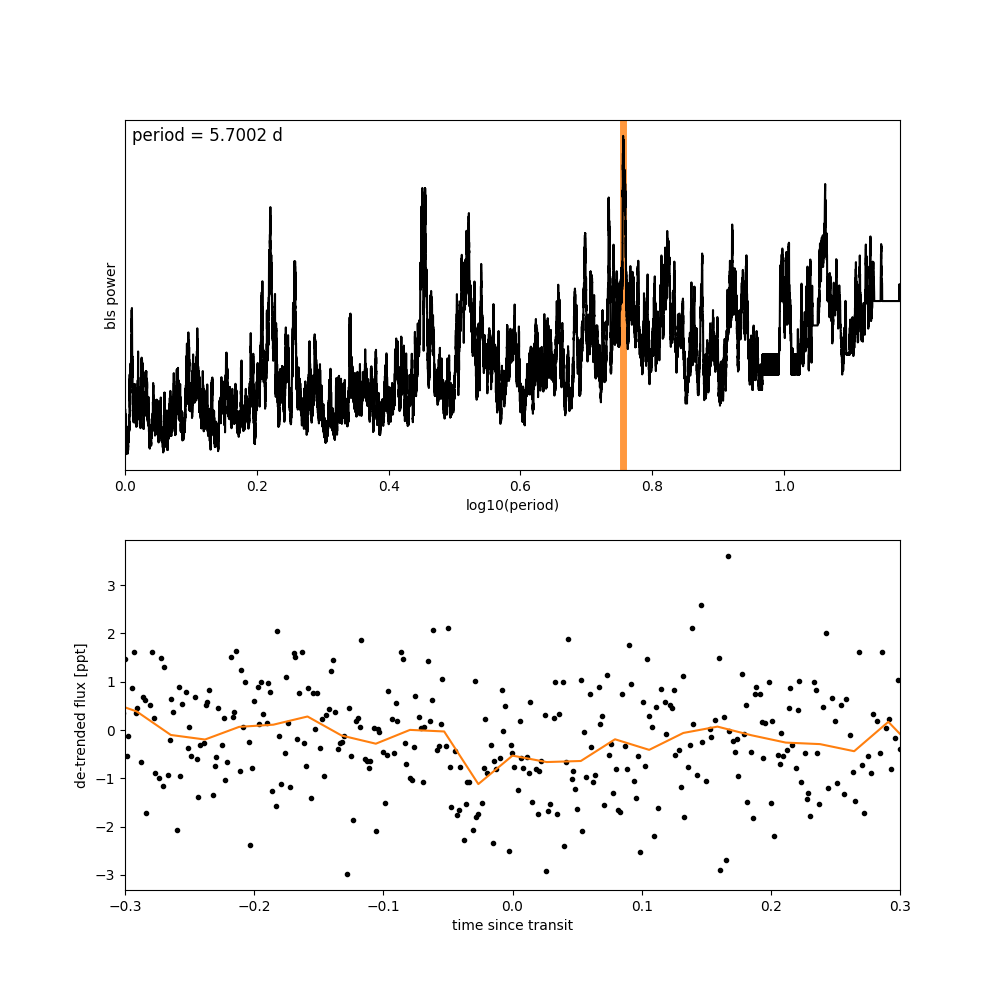 period = 5.7002 d
bls power
0.0 0.2 0.4 0.6 0.8 1.0
log10(period)
3
2
1
0
−1
−2
−3
de-trended flux [ppt]
−0.3 −0.2 −0.1 0.0 0.1 0.2 0.3
time since transit